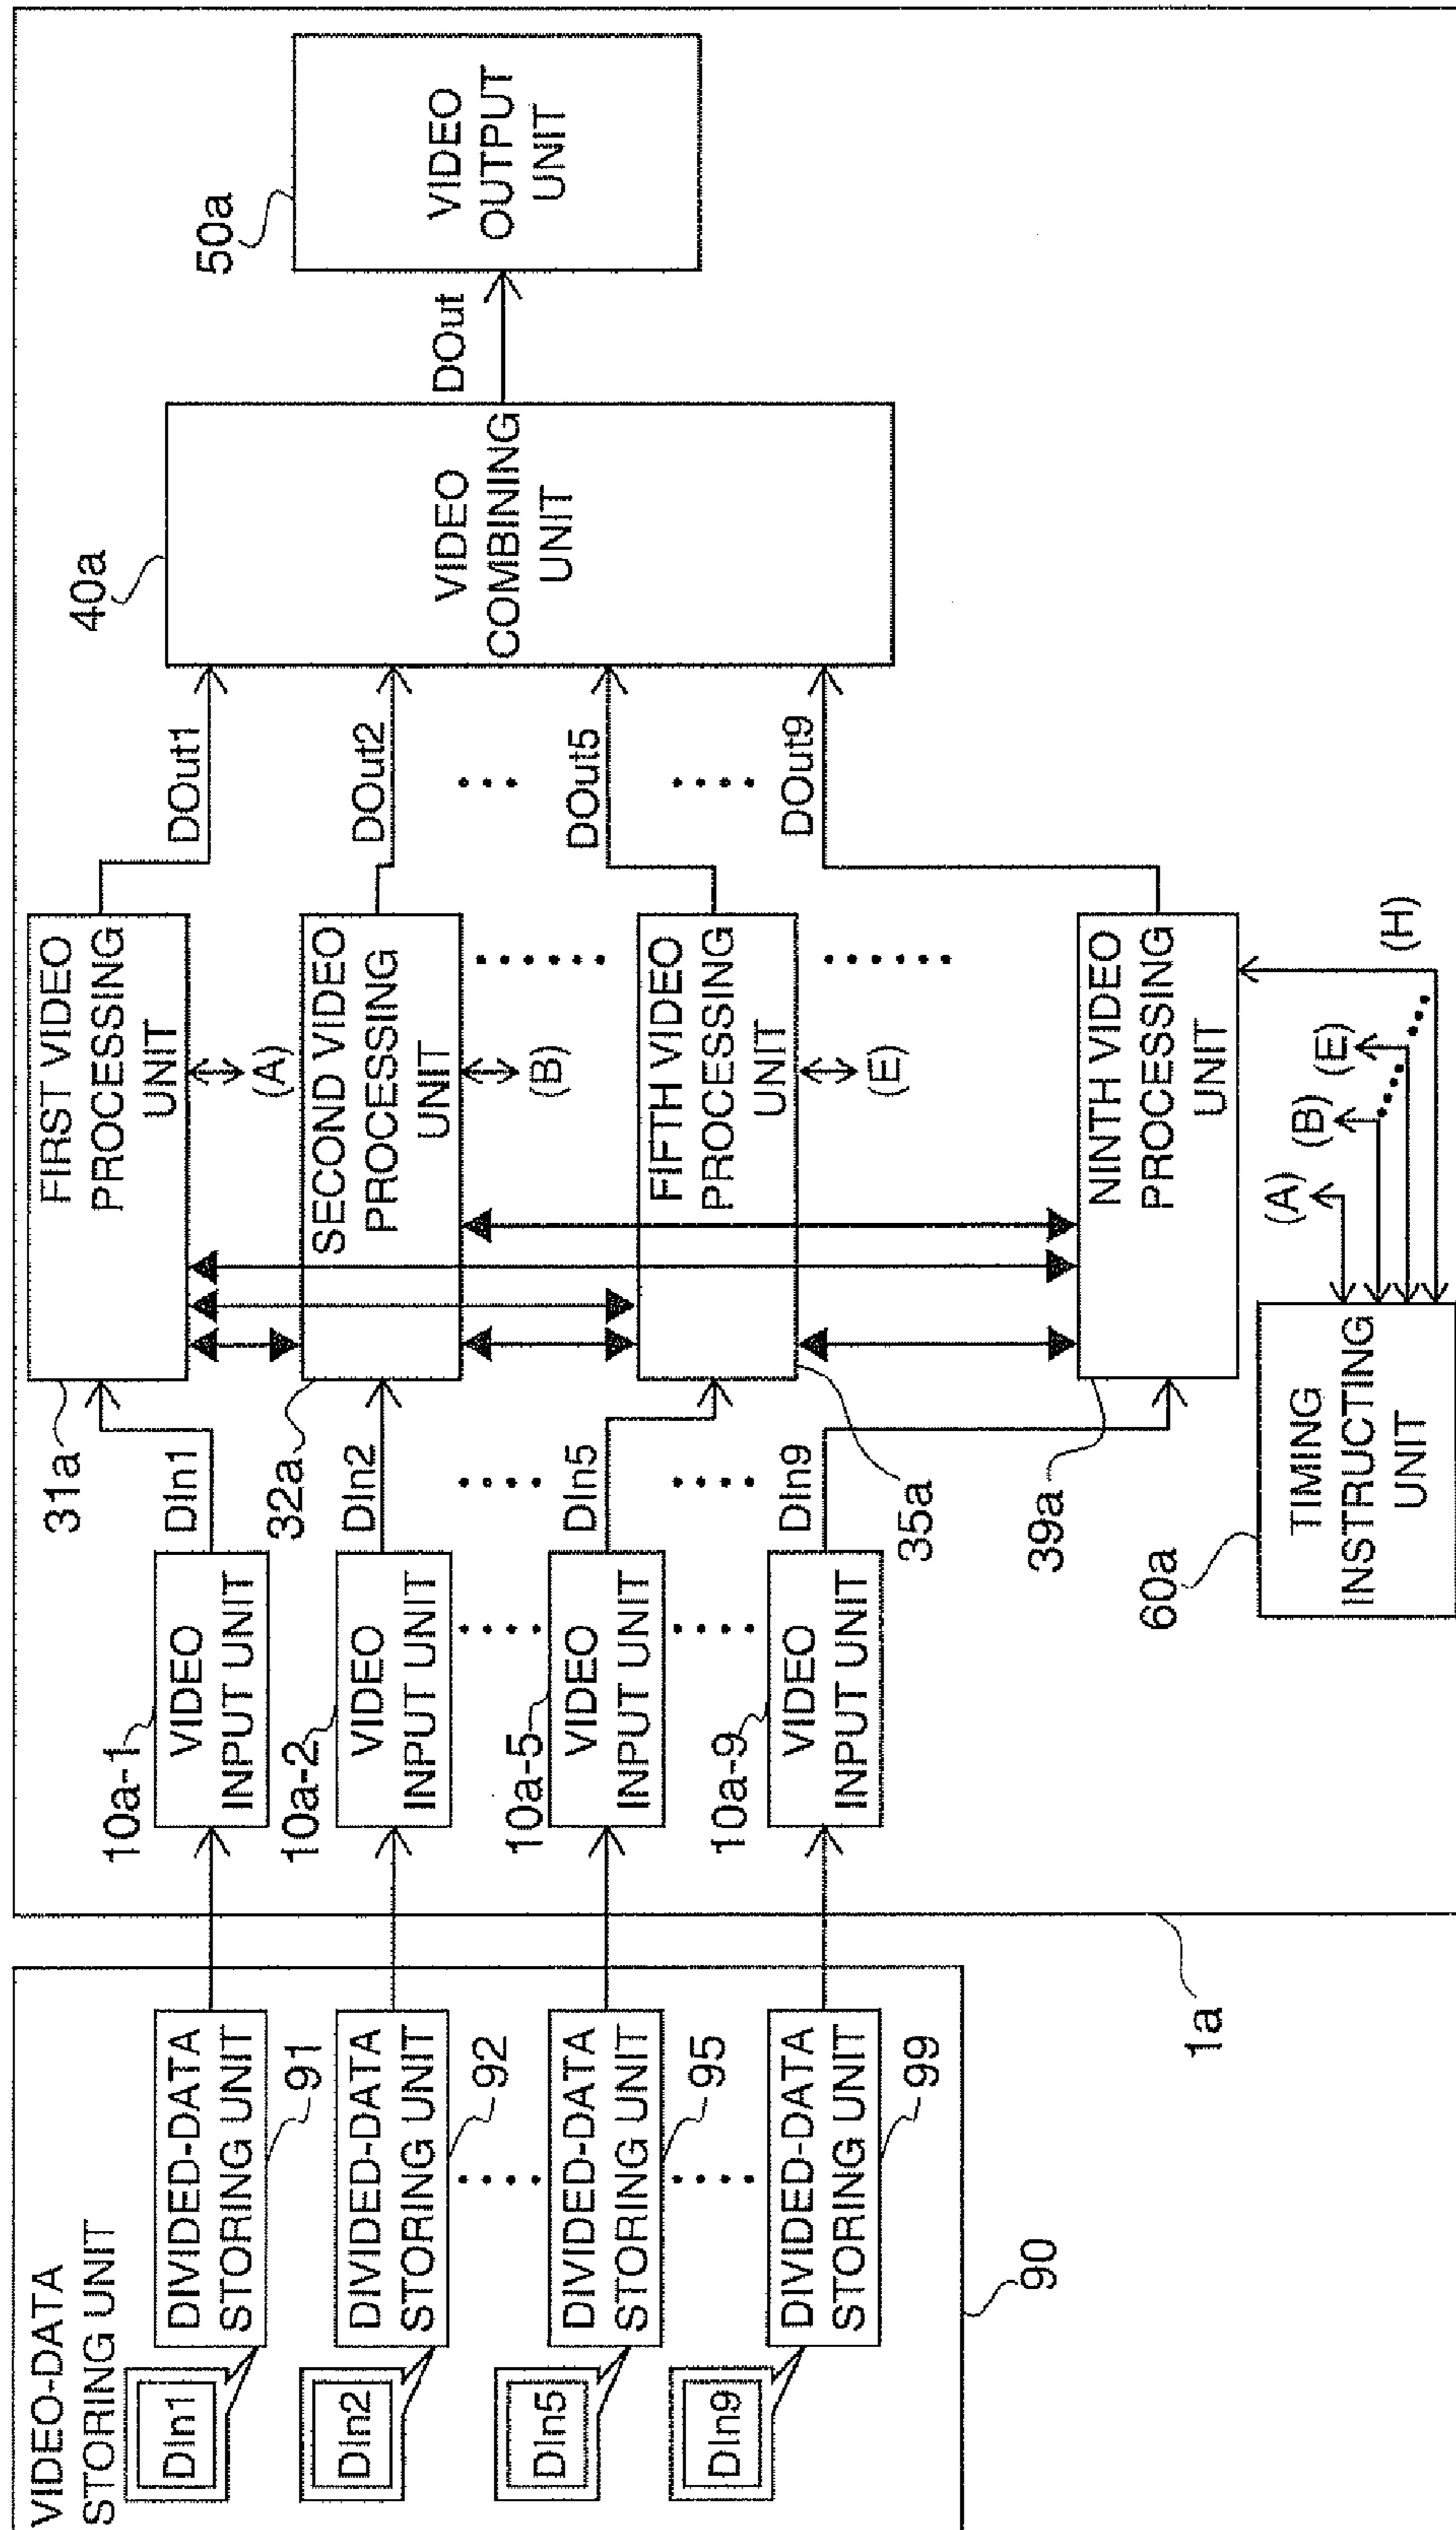 VIDEO-DATA
STORING UNIT
DIn1
DIVIDED-DATA
STORING UNIT
91
DIn2
DIVIDED-DATA
STORING UNIT
92
DIn5
DIVIDED-DATA
STORING UNIT
95
DIn9
DIVIDED-DATA
STORING UNIT
99
90
1a
10a-1
VIDEO
INPUT UNIT
10a-2
VIDEO
INPUT UNIT
10a-5
VIDEO
INPUT UNIT
10a-9
VIDEO
INPUT UNIT
DIn1
DIn2
DIn5
DIn9
31a
FIRST VIDEO
PROCESSING
UNIT
(A)
32a
SECOND VIDEO
PROCESSING
UNIT
(B)
35a
FIFTH VIDEO
PROCESSING
UNIT
(E)
39a
NINTH VIDEO
PROCESSING
UNIT
60a
TIMING
INSTRUCTING
UNIT
(A)
(B)
(E)
(H)
DOut1
DOut2
DOut5
DOut9
40a
VIDEO
COMBINING
UNIT
DOut
50a
VIDEO
OUTPUT
UNIT